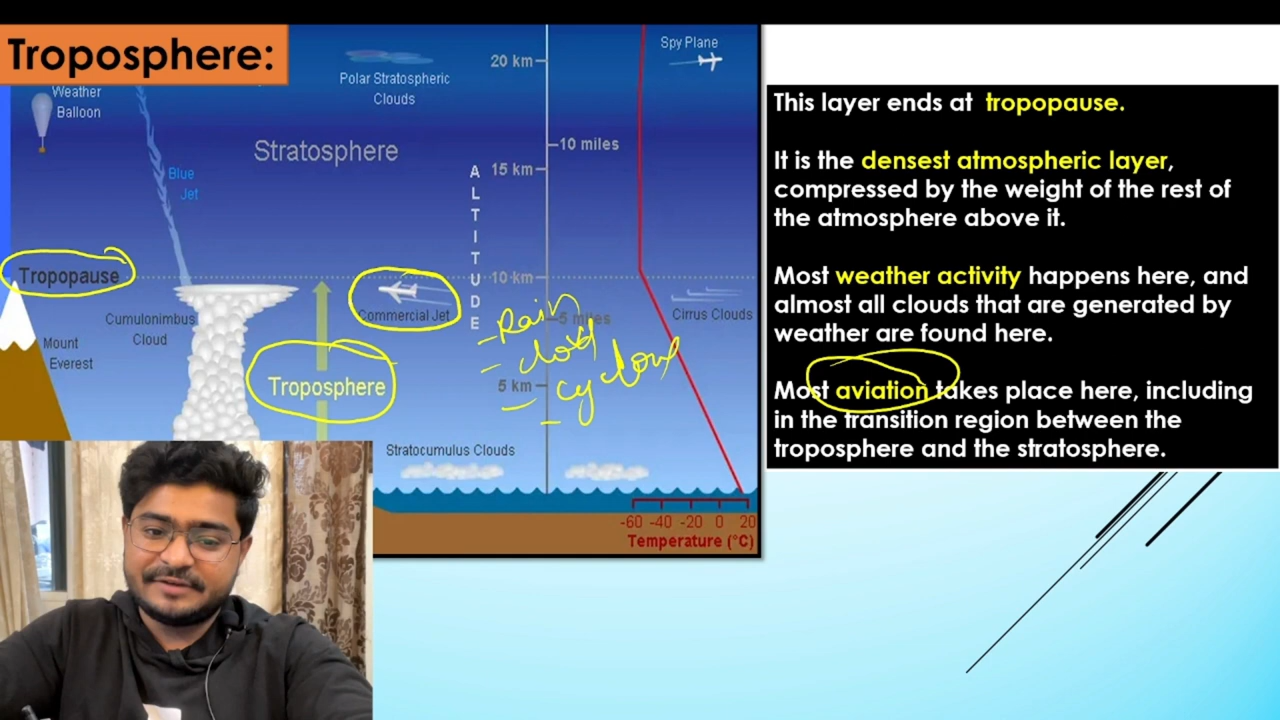 Troposphere:
Weather
Balloon
Polar Stratospheric
Clouds
20 km
Spy Plane
10 miles
Stratosphere
Blue
Jet
ALTITUDE
15 km
Tropopause
10 km
Commercial Jet
5 miles
Cirrus Clouds
Cumulonimbus
Cloud
Mount
Everest
Troposphere
5 km
- Rain
- cloud
- cyclone
-
Stratocumulus Clouds
-60 -40 -20 0 20
Temperature (°C)
This layer ends at tropopause.
It is the densest atmospheric layer,
compressed by the weight of the rest of
the atmosphere above it.
Most weather activity happens here, and
almost all clouds that are generated by
weather are found here.
Most aviation takes place here, including
in the transition region between the
troposphere and the stratosphere.